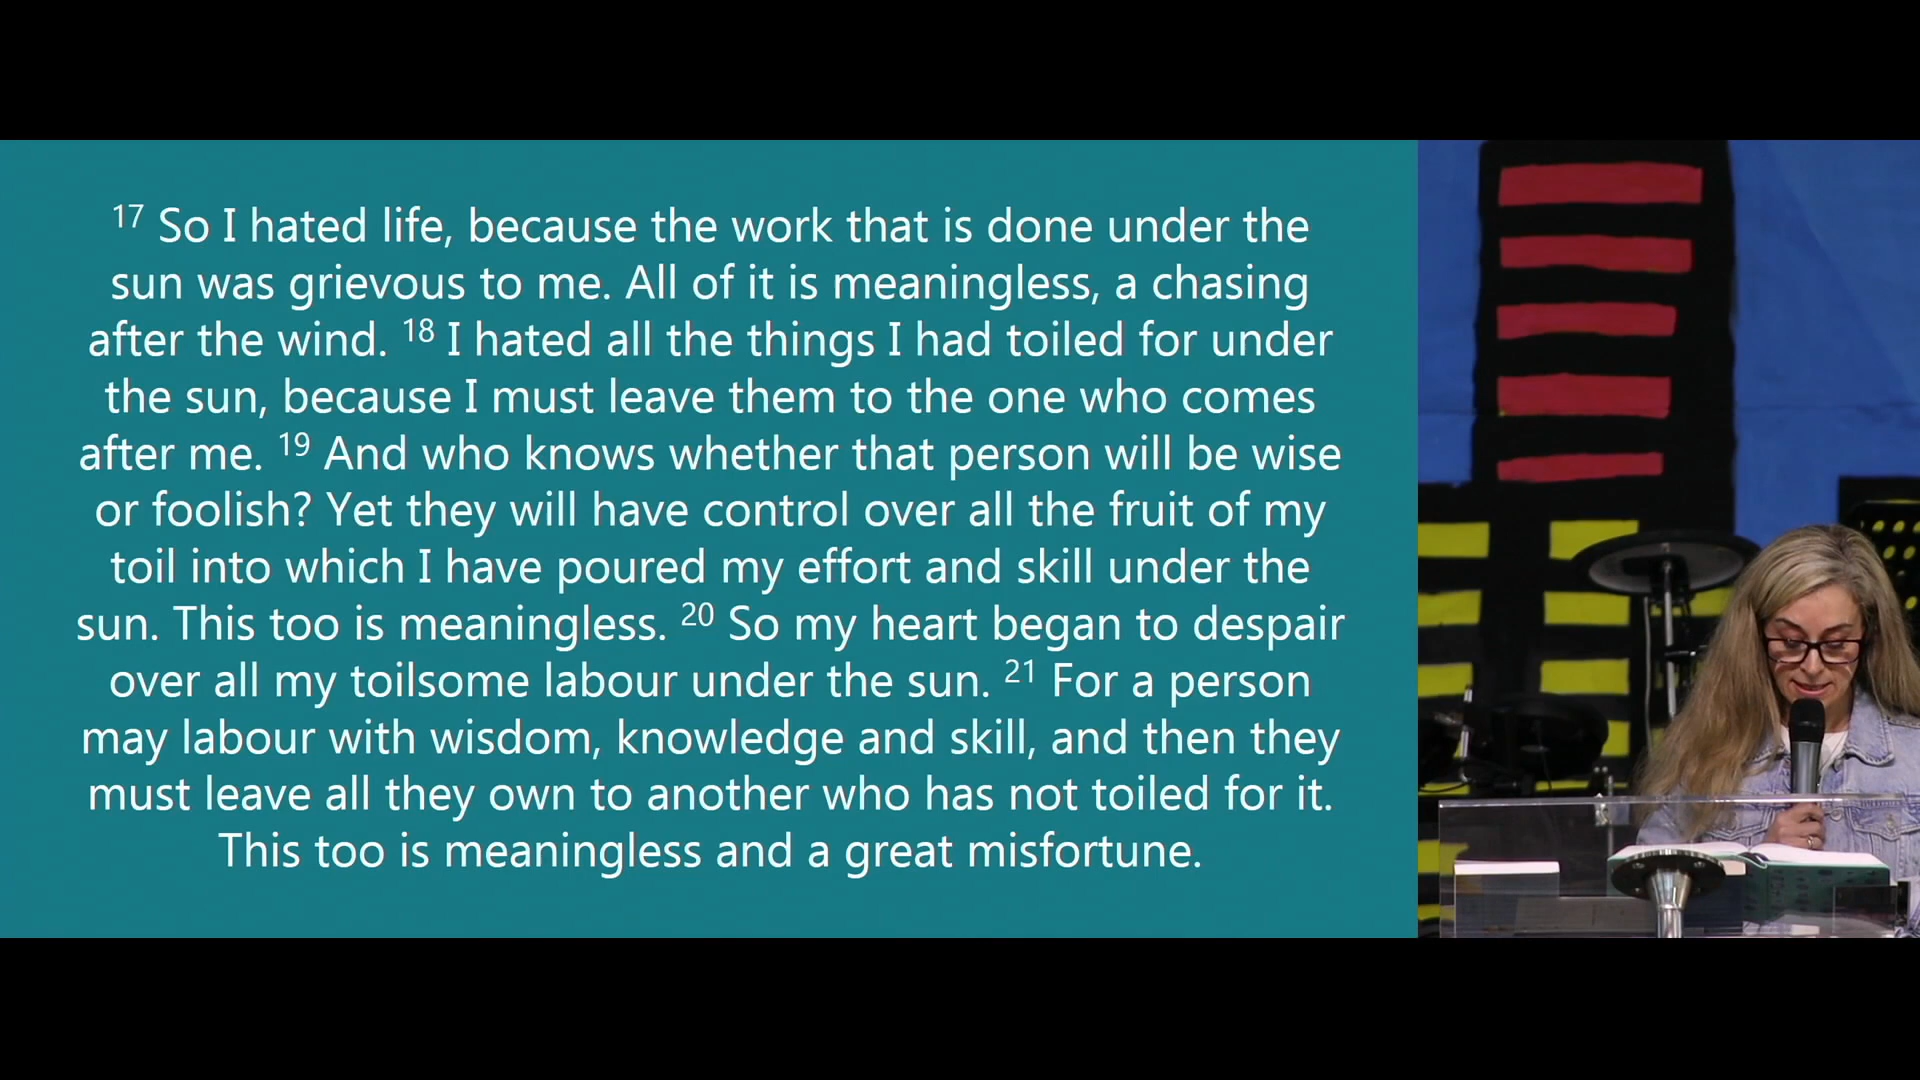 17 So I hated life, because the work that is done under the
sun was grievous to me. All of it is meaningless, a chasing
after the wind. 18 I hated all the things I had toiled for under
the sun, because I must leave them to the one who comes
after me. 19 And who knows whether that person will be wise
or foolish? Yet they will have control over all the fruit of my
toil into which I have poured my effort and skill under the
sun. This too is meaningless. 20 So my heart began to despair
over all my toilsome labour under the sun. 21 For a person
may labour with wisdom, knowledge and skill, and then they
must leave all they own to another who has not toiled for it.
This too is meaningless and a great misfortune.